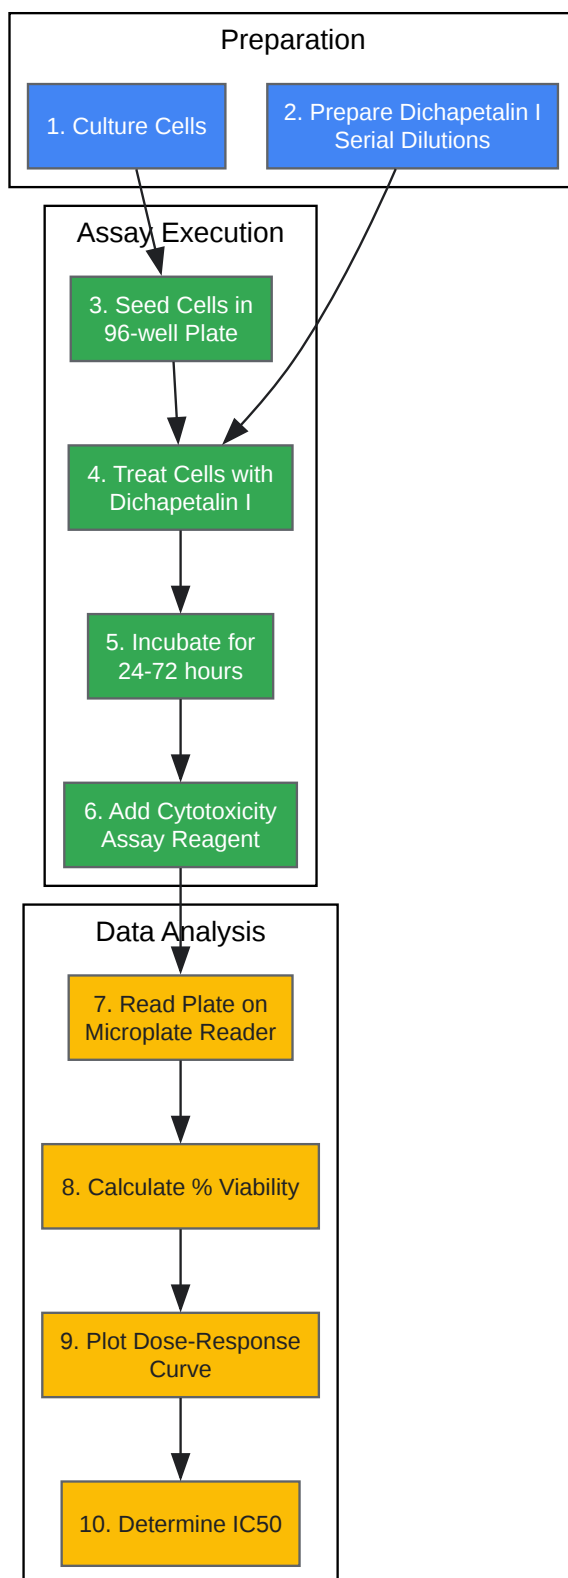 Preparation
1. Culture Cells
2. Prepare Dichapetalin I
Serial Dilutions
Assay Execution
3. Seed Cells in
96-well Plate
4. Treat Cells with
Dichapetalin I
5. Incubate for
24-72 hours
6. Add Cytotoxicity
Assay Reagent
Data Analysis
7. Read Plate on
Microplate Reader
8. Calculate % Viability
9. Plot Dose-Response
Curve
10. Determine IC50